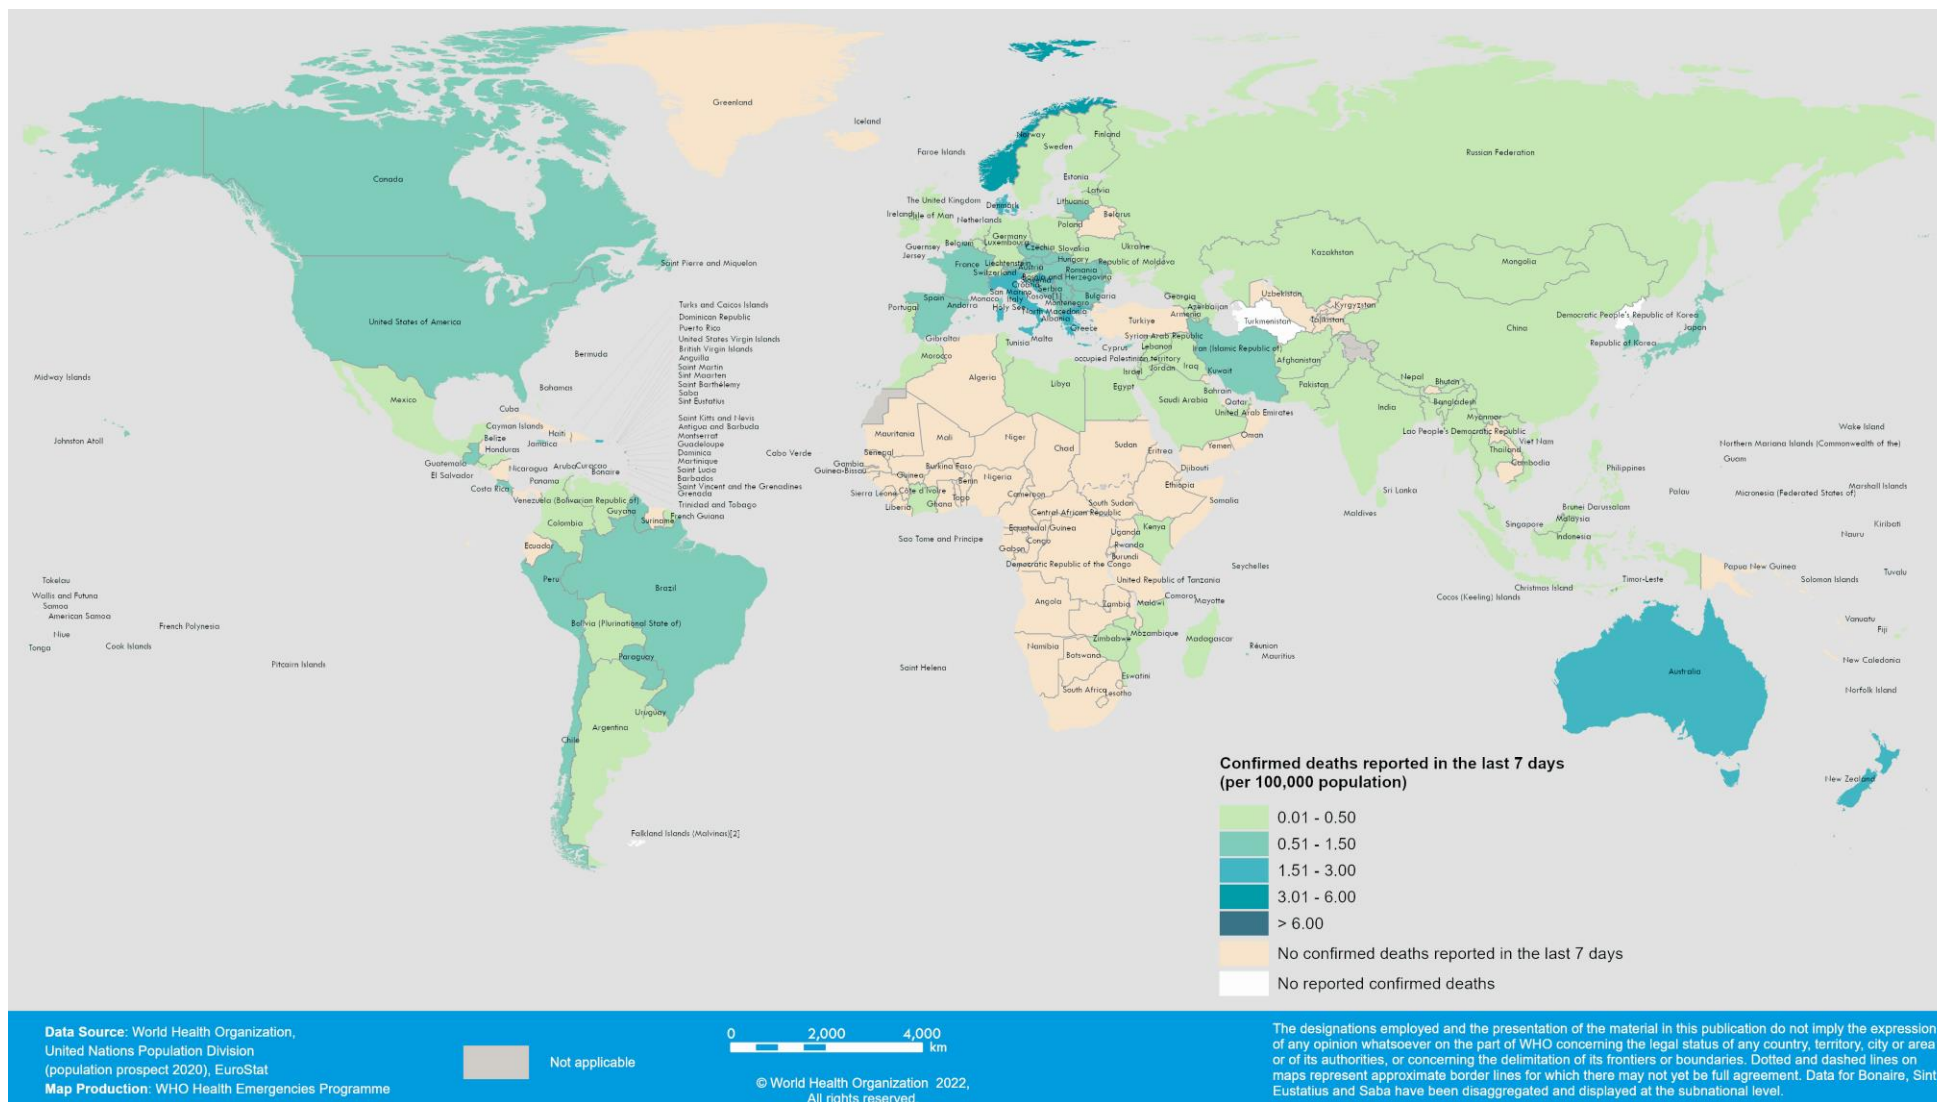 Greenland
Iceland
Faroe Islands
Norway
Sweden
Finland
Russian Federation
Canada
Estonia
Latvia
Lithuania
The United Kingdom
Denmark
Ireland
Isle of Man
Netherlands
Belarus
Poland
Germany
Guernsey
Belgium
Luxembourg
Jersey
Czechia
Slovakia
Ukraine
Kazakhstan
Mongolia
France
Liechtenstein
Austria
Hungary
Republic of Moldova
Switzerland
Romania
Bosnia and Herzegovina
Saint Pierre and Miquelon
Croatia
Serbia
San Marino
Kosovo[1]
Bulgaria
Spain
Andorra
Monaco
Italy
Montenegro
Portugal
Holy See
North Macedonia
Albania
Greece
Georgia
Azerbaijan
Armenia
Uzbekistan
Kyrgyzstan
Turkmenistan
Tajikistan
Democratic People's Republic of Korea
Japan
Republic of Korea
China
United States of America
Turks and Caicos Islands
Dominican Republic
Puerto Rico
United States Virgin Islands
British Virgin Islands
Anguilla
Saint Martin
Sint Maarten
Saint Barthélemy
Saba
Sint Eustatius
Bermuda
Türkiye
Gibraltar
Tunisia
Malta
Syrian Arab Republic
Cyprus
Lebanon
Iran (Islamic Republic of)
Afghanistan
Morocco
occupied Palestinian territory
Israel
Jordan
Iraq
Kuwait
Algeria
Libya
Egypt
Pakistan
Nepal
Bhutan
Midway Islands
Bahamas
Mexico
Bahrain
Qatar
Saudi Arabia
United Arab Emirates
India
Bangladesh
Myanmar
Cuba
Cayman Islands
Haiti
Belize
Jamaica
Honduras
Saint Kitts and Nevis
Antigua and Barbuda
Montserrat
Guadeloupe
Dominica
Martinique
Saint Lucia
Barbados
Saint Vincent and the Grenadines
Grenada
Trinidad and Tobago
French Guiana
Johnston Atoll
Cabo Verde
Mauritania
Mali
Niger
Chad
Sudan
Eritrea
Yemen
Oman
Lao People's Democratic Republic
Viet Nam
Thailand
Cambodia
Wake Island
Northern Mariana Islands (Commonwealth of the)
Guam
Philippines
Guatemala
El Salvador
Nicaragua
Aruba
Curacao
Bonaire
Costa Rica
Panama
Venezuela (Bolivarian Republic of)
Guyana
Suriname
Colombia
Senegal
Gambia
Guinea-Bissau
Guinea
Burkina Faso
Sierra Leone
Liberia
Côte d'Ivoire
Ghana
Togo
Benin
Nigeria
Cameroon
South Sudan
Central African Republic
Djibouti
Ethiopia
Somalia
Sri Lanka
Maldives
Palau
Micronesia (Federated States of)
Marshall Islands
Brunei Darussalam
Malaysia
Singapore
Indonesia
Kiribati
Nauru
Ecuador
Sao Tome and Principe
Equatorial Guinea
Gabon
Congo
Uganda
Kenya
Rwanda
Burundi
Democratic Republic of the Congo
United Republic of Tanzania
Seychelles
Papua New Guinea
Solomon Islands
Tuvalu
Timor-Leste
Christmas Island
Cocos (Keeling) Islands
Peru
Brazil
Tokelau
Wallis and Futuna
Samoa
American Samoa
Niue
Tonga
Cook Islands
French Polynesia
Pitcairn Islands
Bolivia (Plurinational State of)
Paraguay
Angola
Zambia
Malawi
Comoros
Mayotte
Mozambique
Zimbabwe
Madagascar
Réunion
Mauritius
Namibia
Botswana
Saint Helena
South Africa
Lesotho
Eswatini
Vanuatu
Fiji
New Caledonia
Australia
Norfolk Island
Uruguay
Argentina
Chile
New Zealand
Falkland Islands (Malvinas)[2]
Confirmed deaths reported in the last 7 days
(per 100,000 population)
0.01 - 0.50
0.51 - 1.50
1.51 - 3.00
3.01 - 6.00
> 6.00
No confirmed deaths reported in the last 7 days
No reported confirmed deaths
Data Source: World Health Organization,
United Nations Population Division
(population prospect 2020), EuroStat
Map Production: WHO Health Emergencies Programme
Not applicable
0 2,000 4,000
km
© World Health Organization 2022,
All rights reserved
The designations employed and the presentation of the material in this publication do not imply the expression
of any opinion whatsoever on the part of WHO concerning the legal status of any country, territory, city or area
or of its authorities, or concerning the delimitation of its frontiers or boundaries. Dotted and dashed lines on
maps represent approximate border lines for which there may not yet be full agreement. Data for Bonaire, Sint
Eustatius and Saba have been disaggregated and displayed at the subnational level.